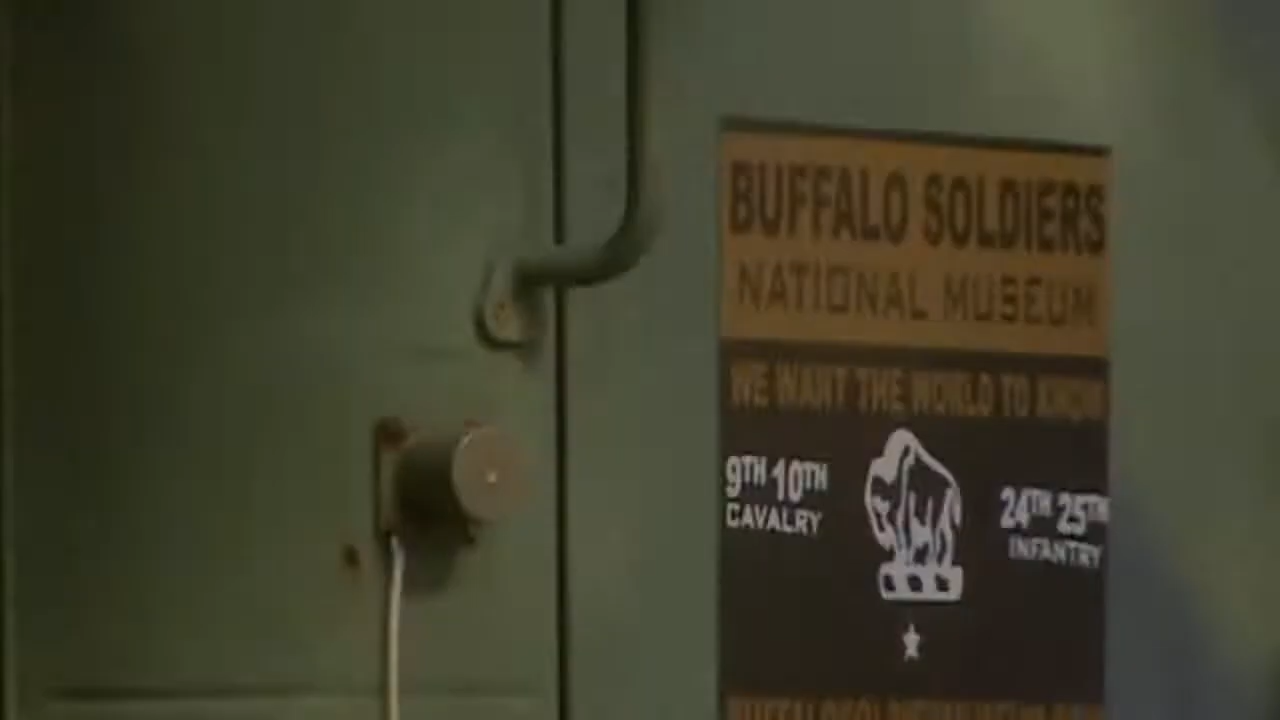 BUFFALO SOLDIERS
NATIONAL MUSEUM
WE WANT THE WORLD TO KNOW
9TH 10TH
CAVALRY
24TH 25TH
INFANTRY